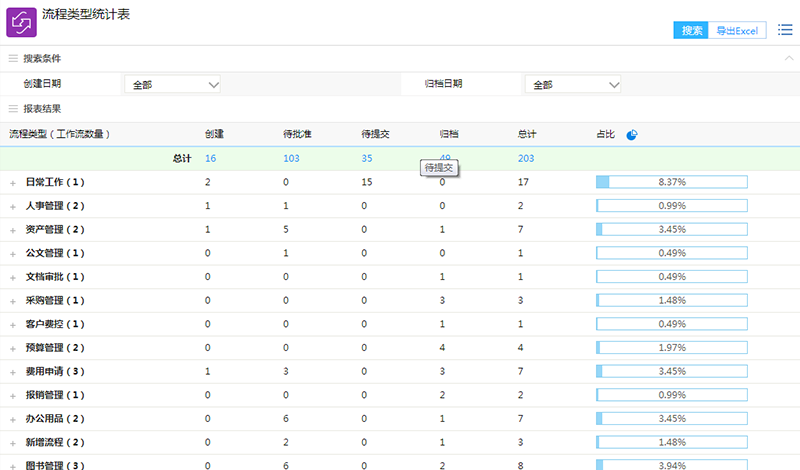 流程类型统计表
搜索 导出Excel
搜索条件
创建日期 全部 归档日期 全部
报表结果
流程类型（工作流数量） 创建 待批准 待提交 归档 总计 占比
总计 16 103 35 49 203
待提交
日常工作（1） 2 0 15 0 17 8.37%
人事管理（2） 1 1 0 0 2 0.99%
资产管理（2） 1 5 0 1 7 3.45%
公文管理（1） 0 1 0 0 1 0.49%
文档审批（1） 0 0 0 1 1 0.49%
采购管理（1） 0 0 0 3 3 1.48%
客户费控（1） 0 0 0 1 1 0.49%
预算管理（2） 0 0 0 4 4 1.97%
费用申请（3） 1 3 0 3 7 3.45%
报销管理（1） 0 0 0 2 2 0.99%
办公用品（2） 0 6 0 1 7 3.45%
新增流程（2） 0 2 0 1 3 1.48%
图书管理（3） 0 6 0 2 8 3.94%